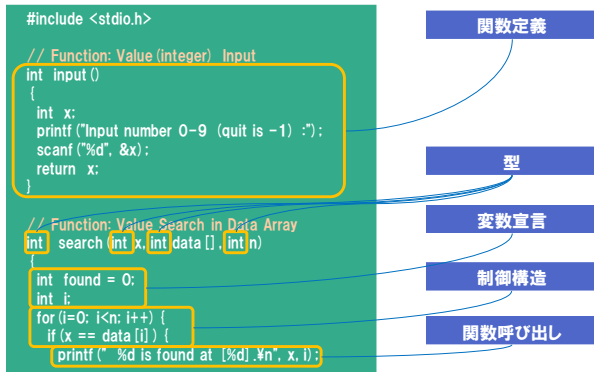 #include <stdio.h>
// Function: Value(integer) Input
int input()
{
int x;
printf("Input number 0-9 (quit is -1) :");
scanf("%d", &x);
return x;
}
// Function: Value Search in Data Array
int search(int x, int data[], int n)
{
int found = 0;
int i;
for(i=0; i<n; i++) {
if(x == data[i]) {
printf(" %d is found at [%d].¥n", x, i);
関数定義
型
変数宣言
制御構造
関数呼び出し